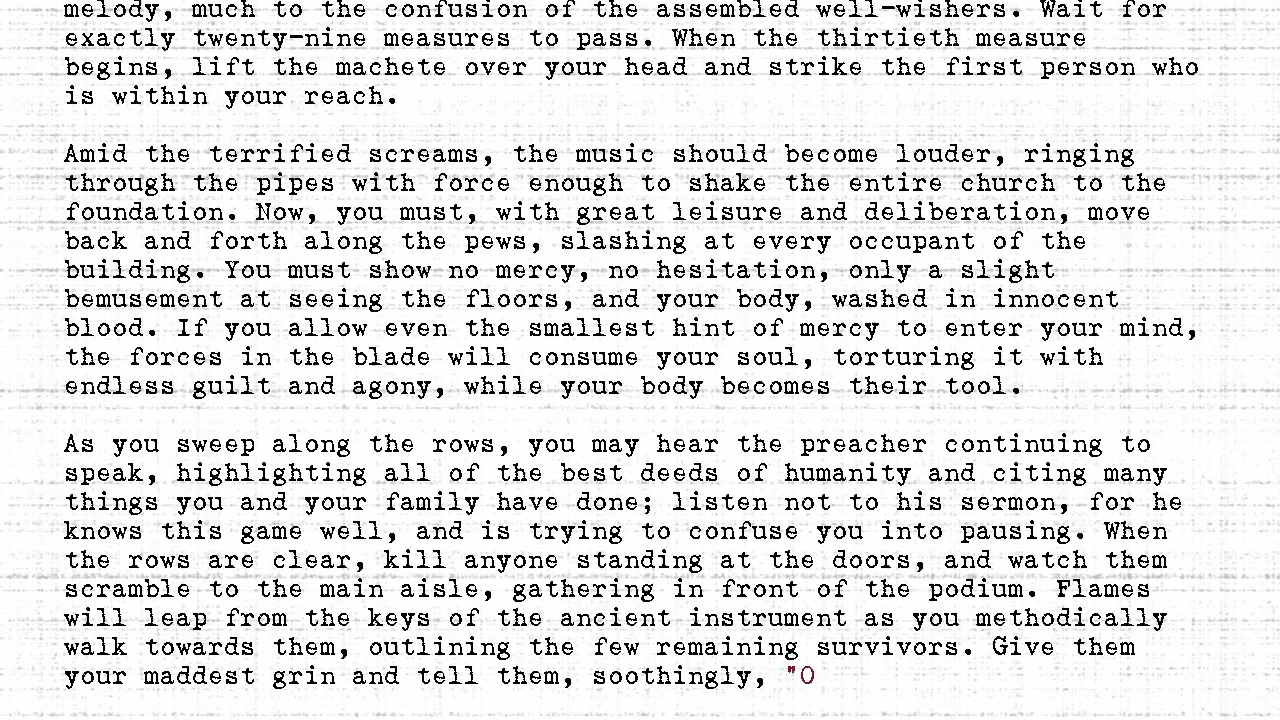 melody, much to the confusion of the assembled well-wishers. Wait for
exactly twenty-nine measures to pass. When the thirtieth measure
begins, lift the machete over your head and strike the first person who
is within your reach.
Amid the terrified screams, the music should become louder, ringing
through the pipes with force enough to shake the entire church to the
foundation. Now, you must, with great leisure and deliberation, move
back and forth along the pews, slashing at every occupant of the
building. You must show no mercy, no hesitation, only a slight
bemusement at seeing the floors, and your body, washed in innocent
blood. If you allow even the smallest hint of mercy to enter your mind,
the forces in the blade will consume your soul, torturing it with
endless guilt and agony, while your body becomes their tool.
As you sweep along the rows, you may hear the preacher continuing to
speak, highlighting all of the best deeds of humanity and citing many
things you and your family have done; listen not to his sermon, for he
knows this game well, and is trying to confuse you into pausing. When
the rows are clear, kill anyone standing at the doors, and watch them
scramble to the main aisle, gathering in front of the podium. Flames
will leap from the keys of the ancient instrument as you methodically
walk towards them, outlining the few remaining survivors. Give them
your maddest grin and tell them, soothingly, "O